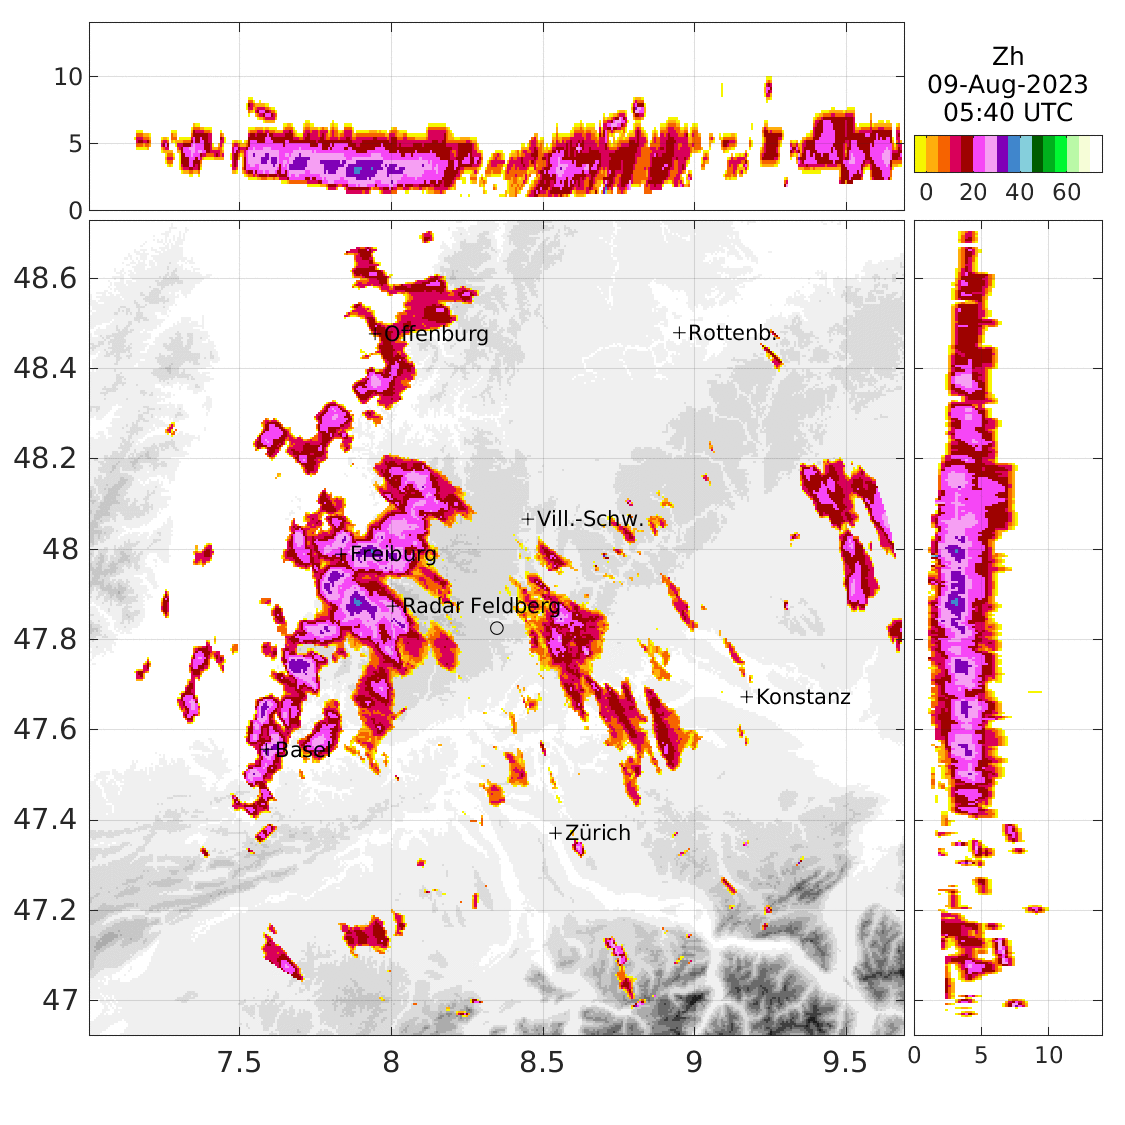 10
5
0
Zh
09-Aug-2023
05:40 UTC
0 20 40 60
48.6
48.4
48.2
48
47.8
47.6
47.4
47.2
47
+Offenburg
+Rottenb.
+Vill.-Schw.
+Freiburg
+Radar Feldberg
+Konstanz
+Basel
+Zürich
7.5 8 8.5 9 9.5
0 5 10